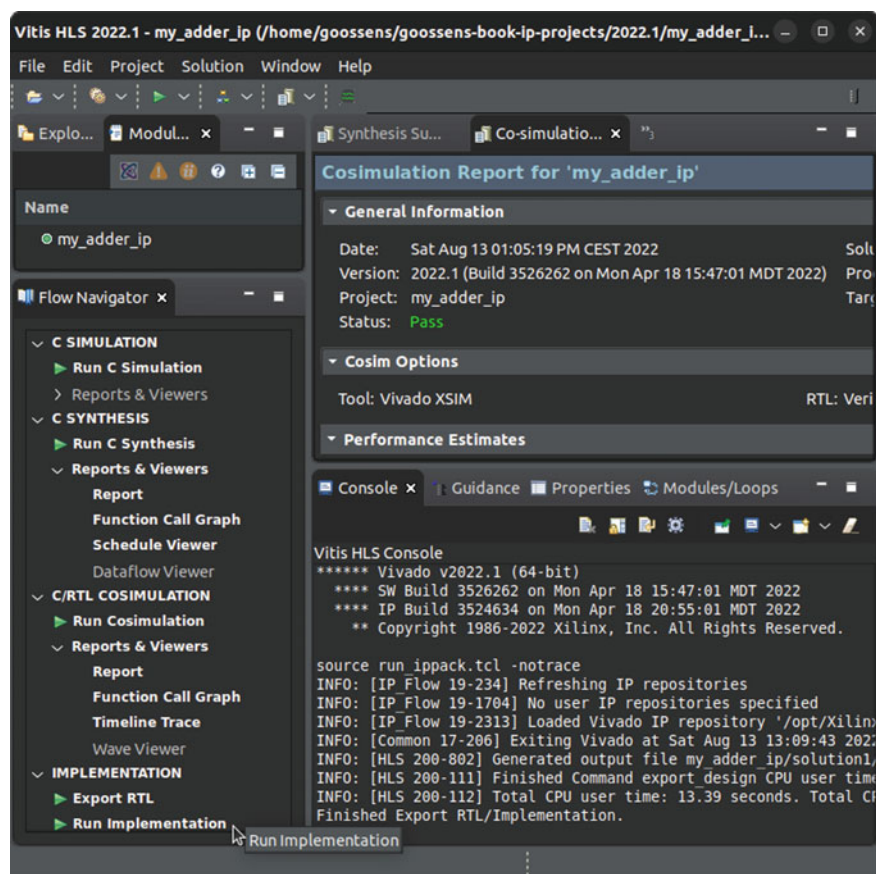 Vitis HLS 2022.1 - my_adder_ip (/home/goossens/goossens-book-ip-projects/2022.1/my_adder_i...
File Edit Project Solution Window Help
Explo... Modul...
Name
my_adder_ip
Flow Navigator
C SIMULATION
Run C Simulation
Reports & Viewers
C SYNTHESIS
Run C Synthesis
Reports & Viewers
Report
Function Call Graph
Schedule Viewer
Dataflow Viewer
C/RTL COSIMULATION
Run Cosimulation
Reports & Viewers
Report
Function Call Graph
Timeline Trace
Wave Viewer
IMPLEMENTATION
Export RTL
Run Implementation
Run Implementation
Synthesis Su... Co-simulatio... »3
Cosimulation Report for 'my_adder_ip'
General Information
Date: Sat Aug 13 01:05:19 PM CEST 2022 Solu
Version: 2022.1 (Build 3526262 on Mon Apr 18 15:47:01 MDT 2022) Pro
Project: my_adder_ip Targ
Status: Pass
Cosim Options
Tool: Vivado XSIM RTL: Veri
Performance Estimates
Console Guidance Properties Modules/Loops
Vitis HLS Console
****** Vivado v2022.1 (64-bit)
**** SW Build 3526262 on Mon Apr 18 15:47:01 MDT 2022
**** IP Build 3524634 on Mon Apr 18 20:55:01 MDT 2022
** Copyright 1986-2022 Xilinx, Inc. All Rights Reserved.
source run_ippack.tcl -notrace
INFO: [IP_Flow 19-234] Refreshing IP repositories
INFO: [IP_Flow 19-1704] No user IP repositories specified
INFO: [IP_Flow 19-2313] Loaded Vivado IP repository '/opt/Xilin
INFO: [Common 17-206] Exiting Vivado at Sat Aug 13 13:09:43 2022
INFO: [HLS 200-802] Generated output file my_adder_ip/solution1/
INFO: [HLS 200-111] Finished Command export_design CPU user time
INFO: [HLS 200-112] Total CPU user time: 13.39 seconds. Total CP
Finished Export RTL/Implementation.